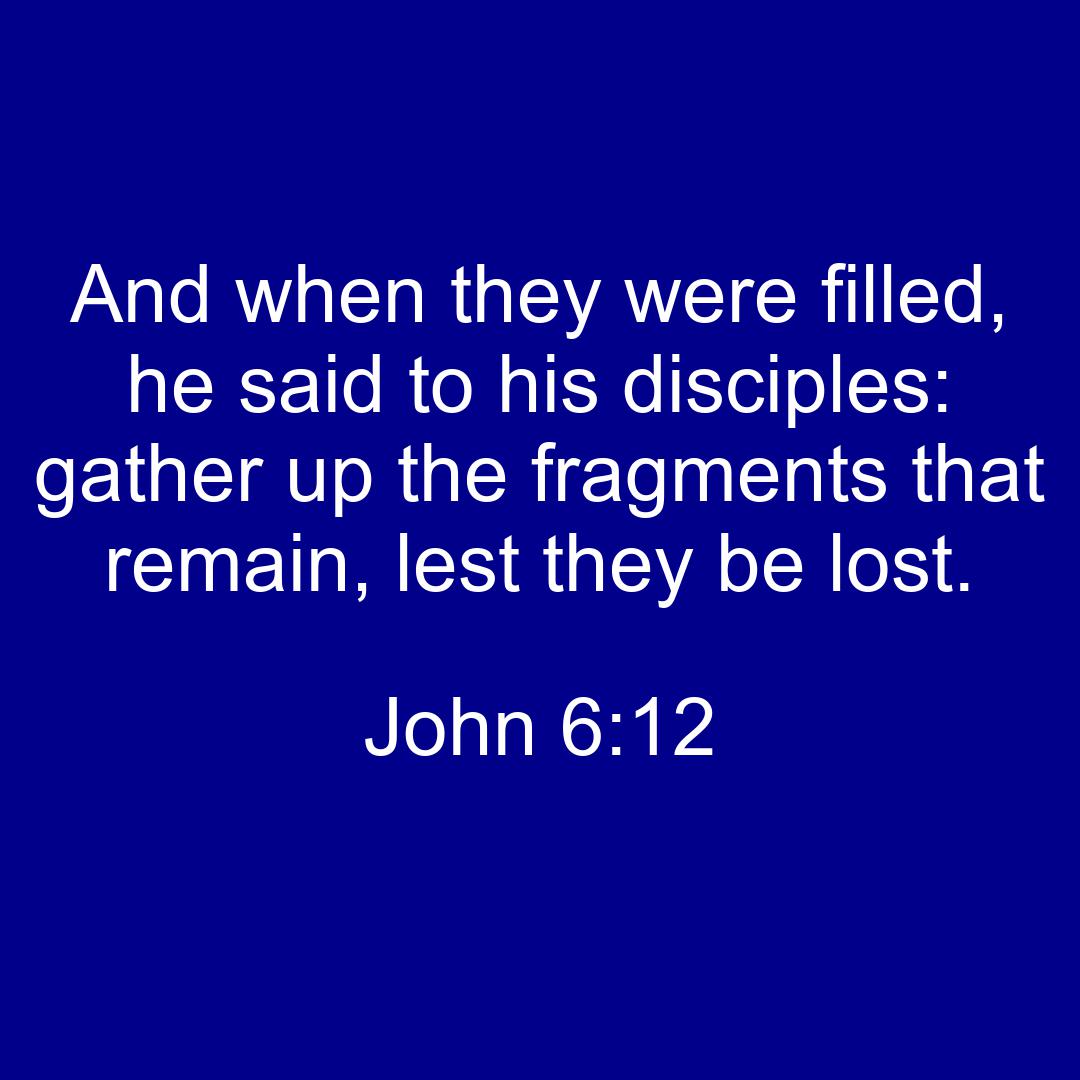 And when they were filled,
he said to his disciples:
gather up the fragments that
remain, lest they be lost.
John 6:12